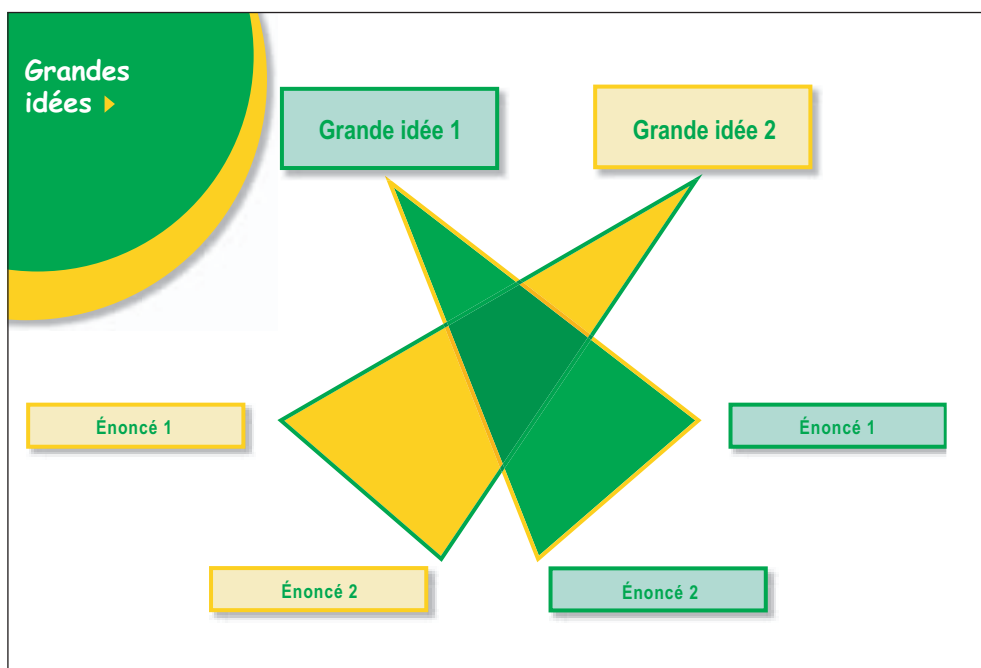 Grandes
idées
Grande idée 1
Grande idée 2
Énoncé 1
Énoncé 1
Énoncé 2
Énoncé 2